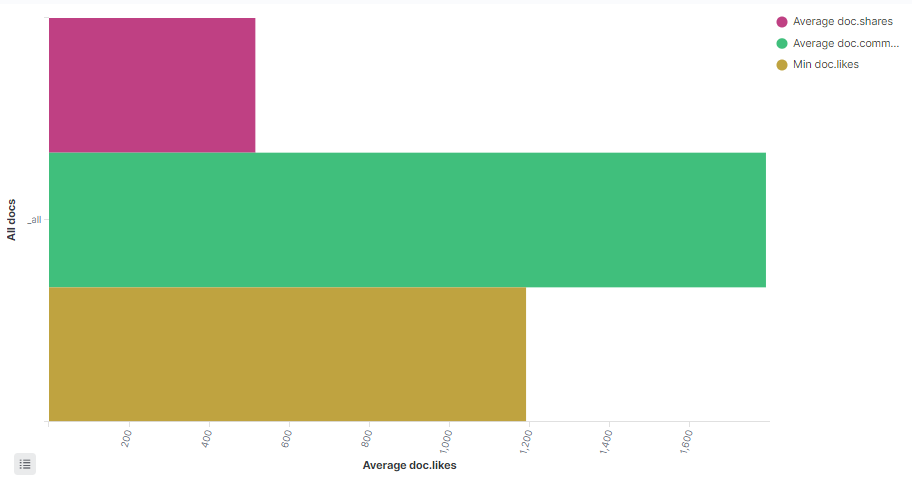 Average doc.shares
Average doc.comm...
Min doc.likes
All docs
_all
200
400
600
800
1,000
1,200
1,400
1,600
Average doc.likes